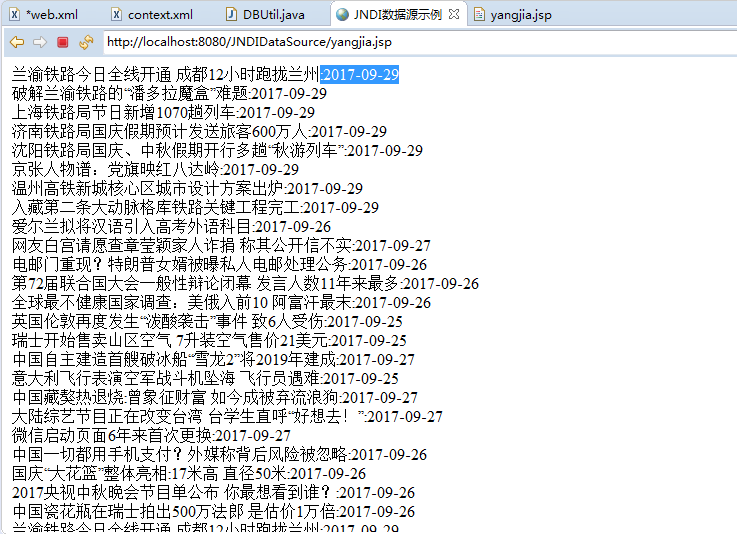 *web.xml context.xml DBUtil.java JNDI数据源示例 yangjia.jsp
http://localhost:8080/JNDIDataSource/yangjia.jsp
兰渝铁路今日全线开通 成都12小时跑拢兰州:2017-09-29
破解兰渝铁路的“潘多拉魔盒”难题:2017-09-29
上海铁路局节日新增1070趟列车:2017-09-29
济南铁路局国庆假期预计发送旅客600万人:2017-09-29
沈阳铁路局国庆、中秋假期开行多趟“秋游列车”:2017-09-29
京张人物谱：党旗映红八达岭:2017-09-29
温州高铁新城核心区城市设计方案出炉:2017-09-29
入藏第二条大动脉格库铁路关键工程完工:2017-09-29
爱尔兰拟将汉语引入高考外语科目:2017-09-26
网友白宫请愿查章莹颖家人诈捐 称其公开信不实:2017-09-27
电邮门重现？特朗普女婿被曝私人电邮处理公务:2017-09-26
第72届联合国大会一般性辩论闭幕 发言人数11年来最多:2017-09-26
全球最不健康国家调查：美俄入前10 阿富汗最末:2017-09-26
英国伦敦再度发生“泼酸袭击”事件 致6人受伤:2017-09-25
瑞士开始售卖山区空气 7升装空气售价21美元:2017-09-25
中国自主建造首艘破冰船“雪龙2”将2019年建成:2017-09-27
意大利飞行表演空军战斗机坠海 飞行员遇难:2017-09-25
中国藏獒热退烧:曾象征财富 如今成被弃流浪狗:2017-09-27
大陆综艺节目正在改变台湾 台学生直呼“好想去！”:2017-09-27
微信启动页面6年来首次更换:2017-09-27
中国一切都用手机支付？外媒称背后风险被忽略:2017-09-26
国庆“大花篮”整体亮相:17米高 直径50米:2017-09-26
2017央视中秋晚会节目单公布 你最想看到谁？:2017-09-26
中国瓷花瓶在瑞士拍出500万法郎 是估价1万倍:2017-09-26
兰渝铁路今日全线开通 成都12小时跑拢兰州:2017-09-29